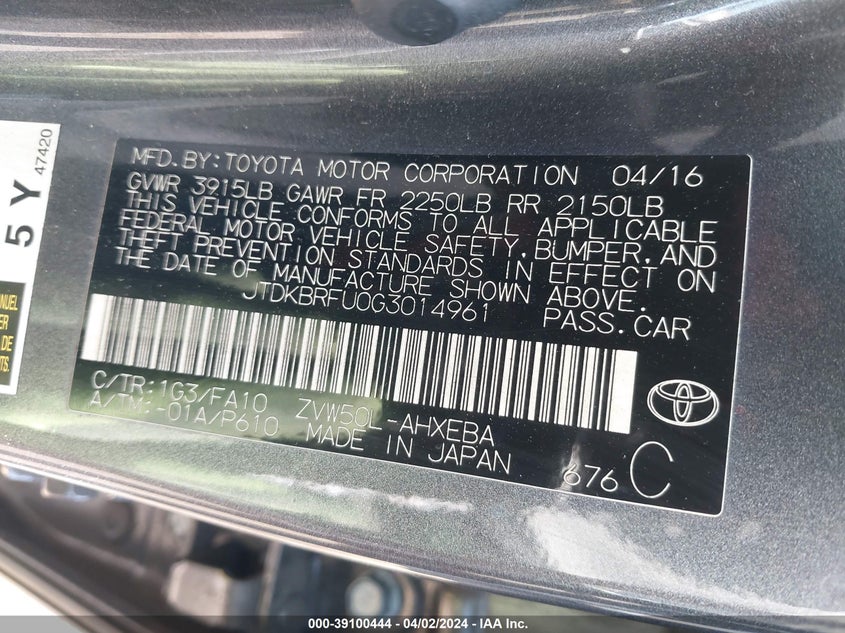 5 Y
47420
MFD.BY:TOYOTA MOTOR CORPORATION 04/16
GVWR 3915LB GAWR FR 2250LB RR 2150LB
THIS VEHICLE CONFORMS TO ALL APPLICABLE
FEDERAL MOTOR VEHICLE SAFETY,BUMPER,AND
THEFT PREVENTION STANDARDS IN EFFECT ON
THE DATE OF MANUFACTURE SHOWN ABOVE.
JTDKBRFU0G3014961 PASS.CAR
C/TR:1G3/FA10 ZVW50L-AHXEBA
A/TM:-01A/P610 MADE IN JAPAN
676 C
DE
000-39100444 - 04/02/2024 - IAA Inc.